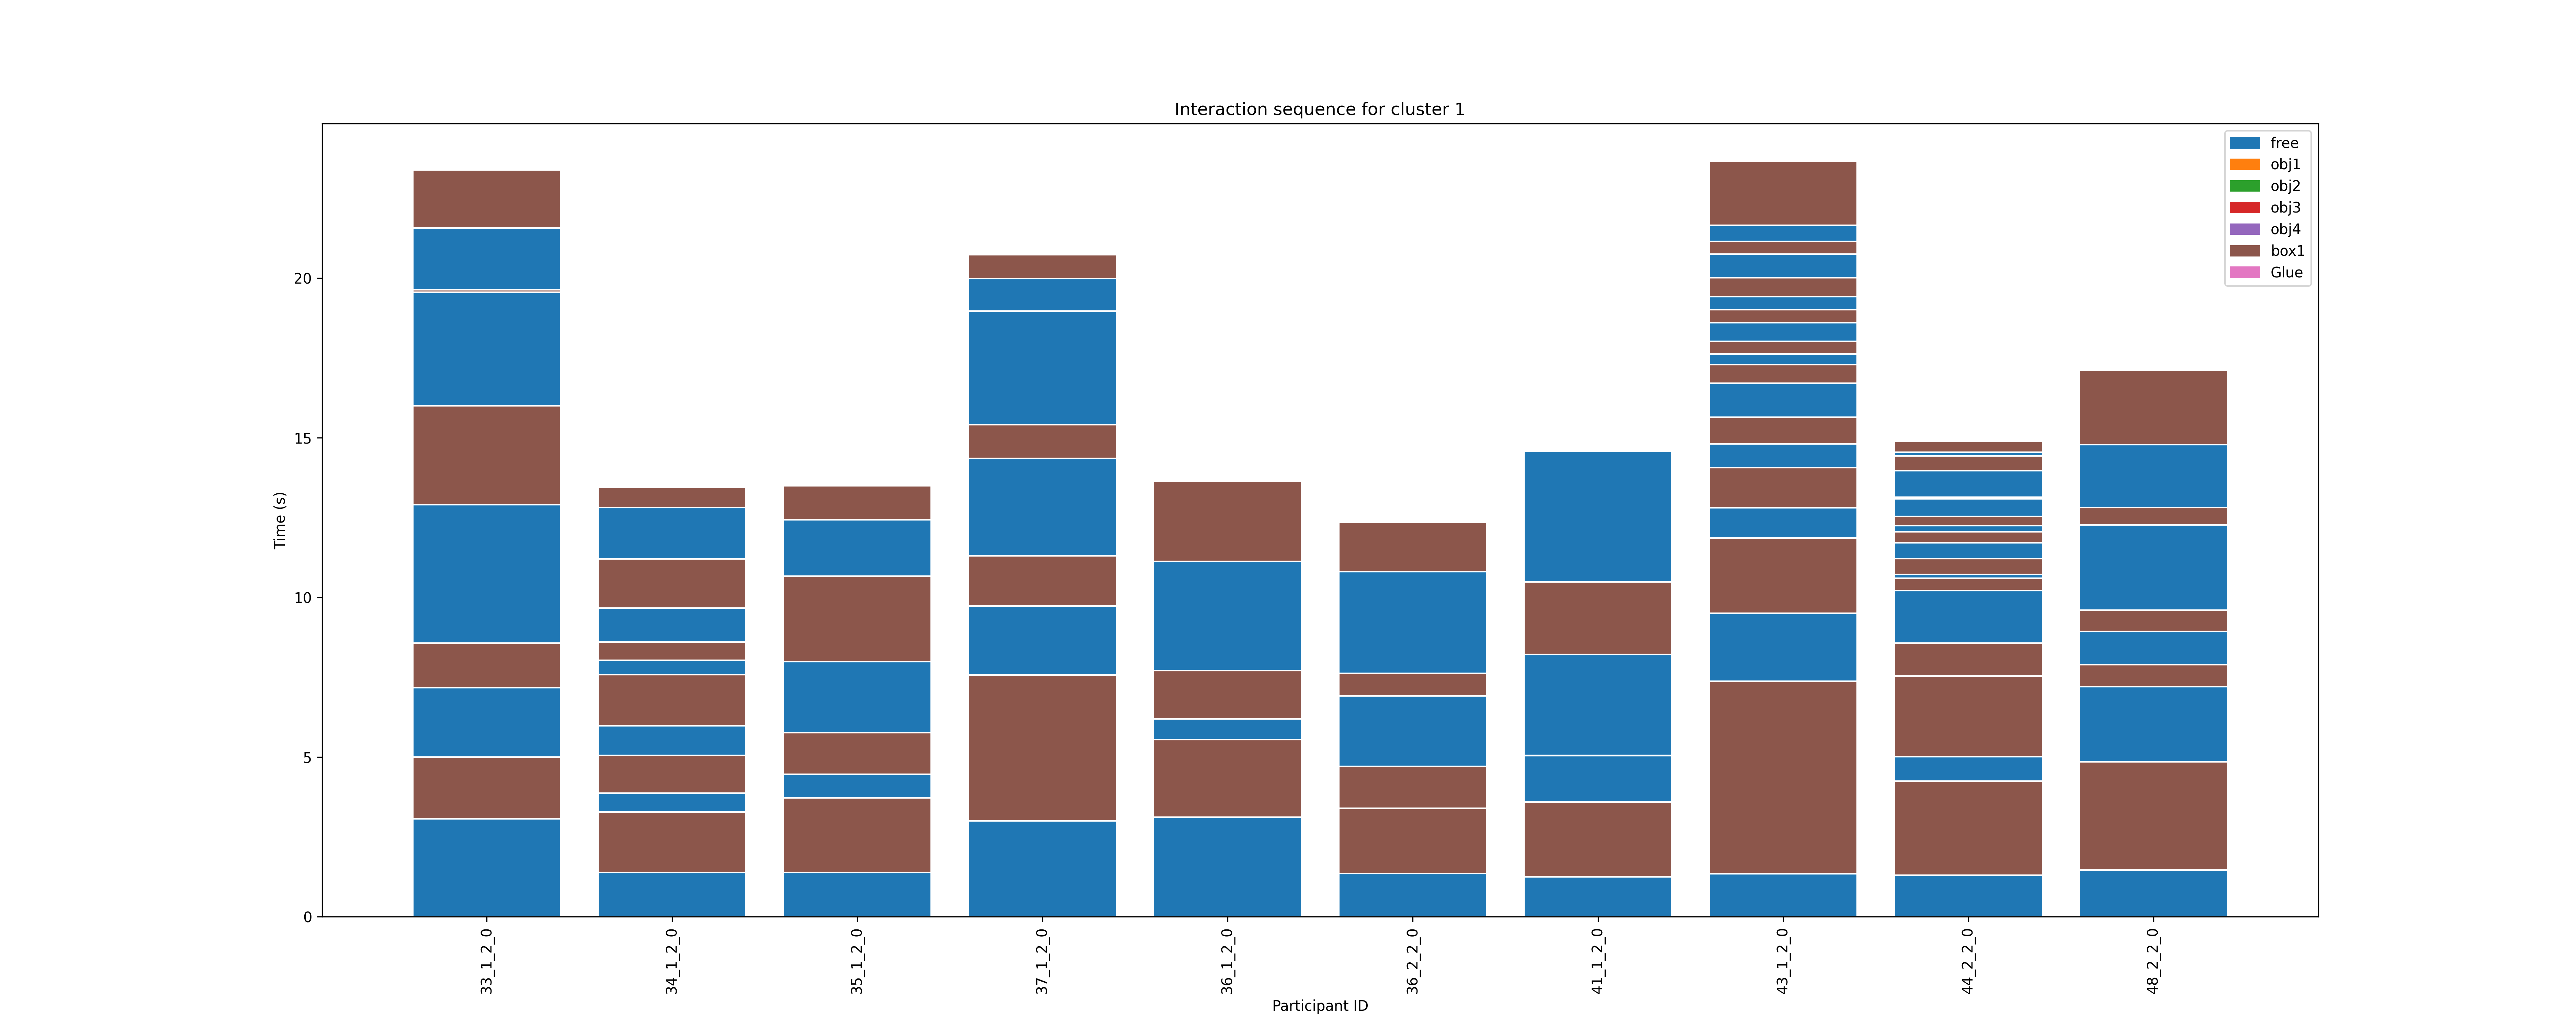 Interaction sequence for cluster 1
free
obj1
obj2
obj3
obj4
box1
Glue
Time (s)
20
15
10
5
0
33_1_2_0
34_1_2_0
35_1_2_0
37_1_2_0
36_1_2_0
36_2_2_0
41_1_2_0
43_1_2_0
44_2_2_0
48_2_2_0
Participant ID